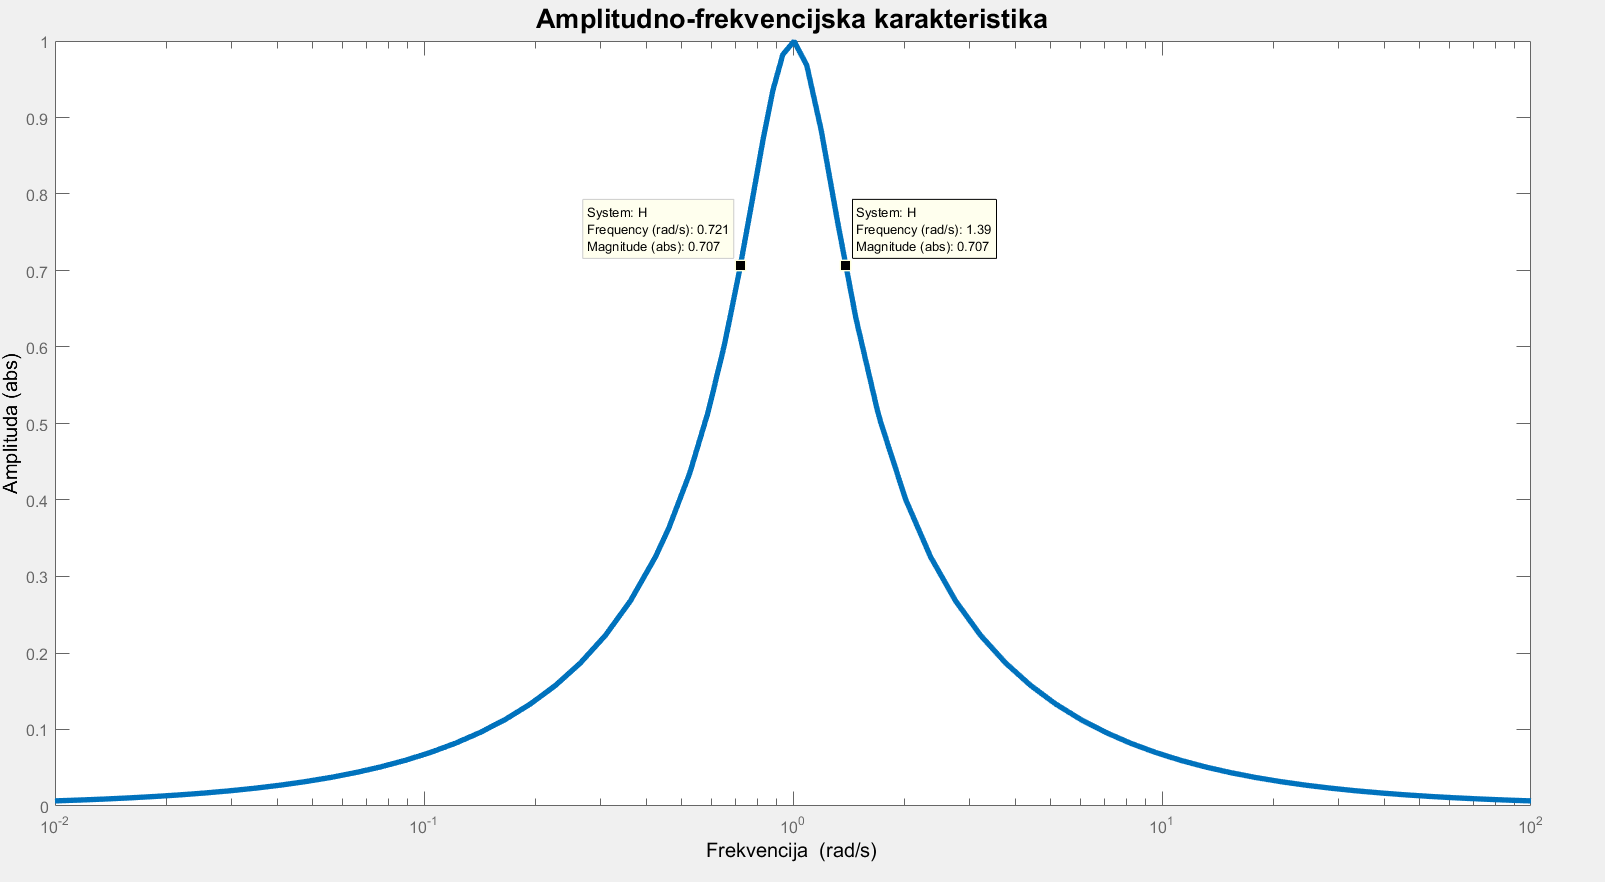 Amplitudno-frekvencijska karakteristika
1
0.9
0.8
0.7
0.6
0.5
0.4
0.3
0.2
0.1
0
Amplituda (abs)
System: H
Frequency (rad/s): 0.721
Magnitude (abs): 0.707
System: H
Frequency (rad/s): 1.39
Magnitude (abs): 0.707
10^-2 10^-1 10^0 10^1 10^2
Frekvencija (rad/s)